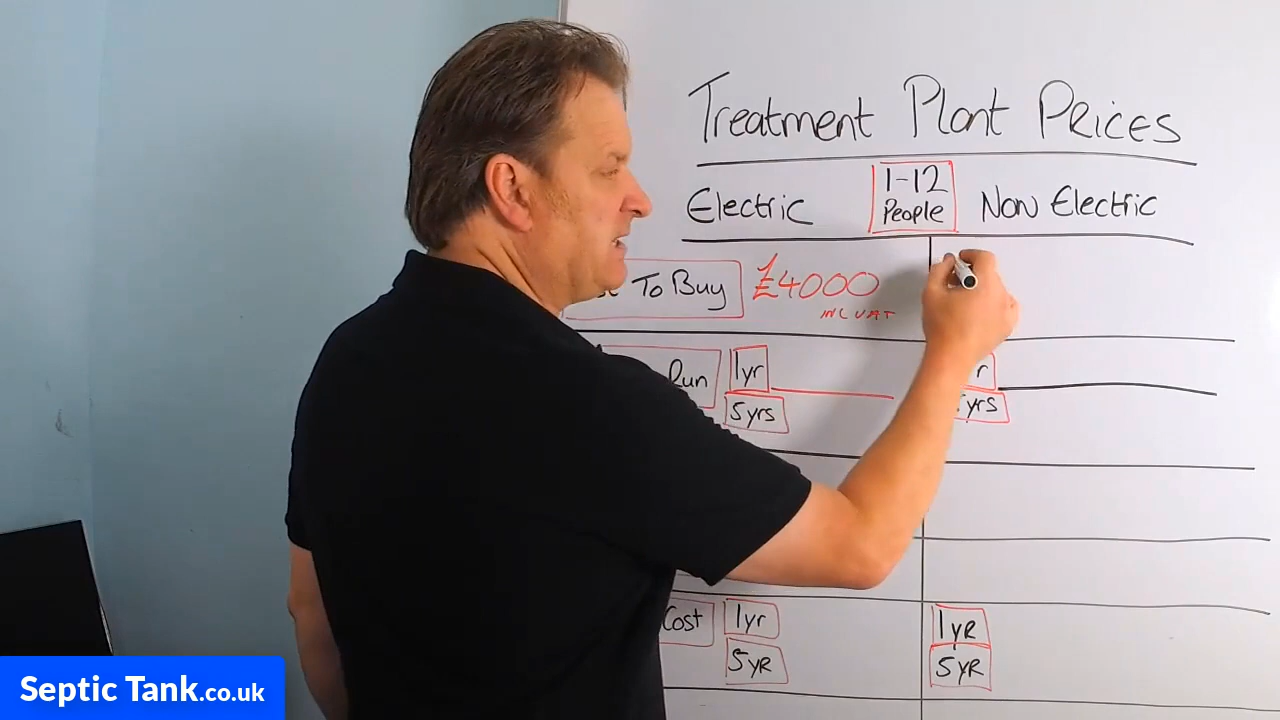 Treatment Plant PRICES
Electric
1-12
People
Non Electric
To Buy
£4000
INC VAT
Run
1yr
5yrs
r
yrs
Cost
1yr
5YR
1YR
5YR
Septic Tank.co.uk